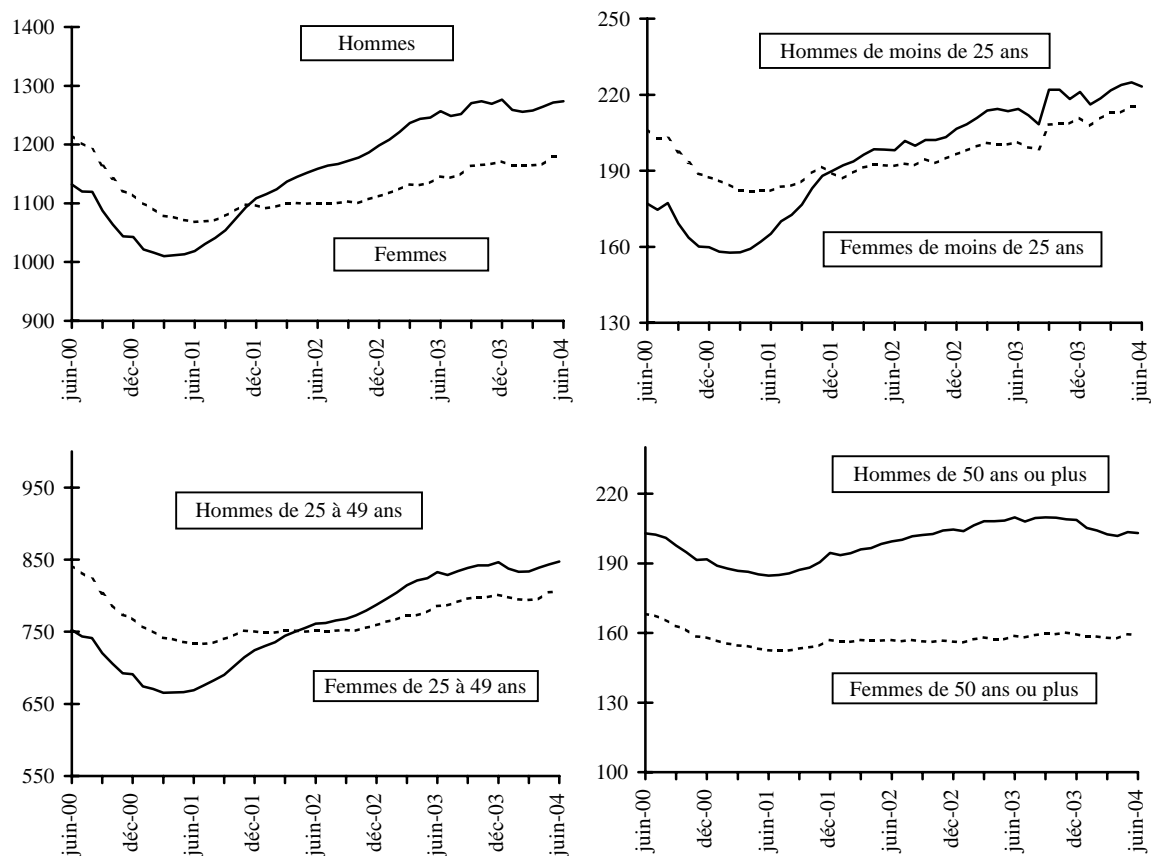 1400
1300
1200
1100
1000
900
Hommes
Femmes
juin-00
déc-00
juin-01
déc-01
juin-02
déc-02
juin-03
déc-03
juin-04
250
220
190
160
130
Hommes de moins de 25 ans
Femmes de moins de 25 ans
juin-00
déc-00
juin-01
déc-01
juin-02
déc-02
juin-03
déc-03
juin-04
950
850
750
650
550
Hommes de 25 à 49 ans
Femmes de 25 à 49 ans
juin-00
déc-00
juin-01
déc-01
juin-02
déc-02
juin-03
déc-03
juin-04
220
190
160
130
100
Hommes de 50 ans ou plus
Femmes de 50 ans ou plus
juin-00
déc-00
juin-01
déc-01
juin-02
déc-02
juin-03
déc-03
juin-04